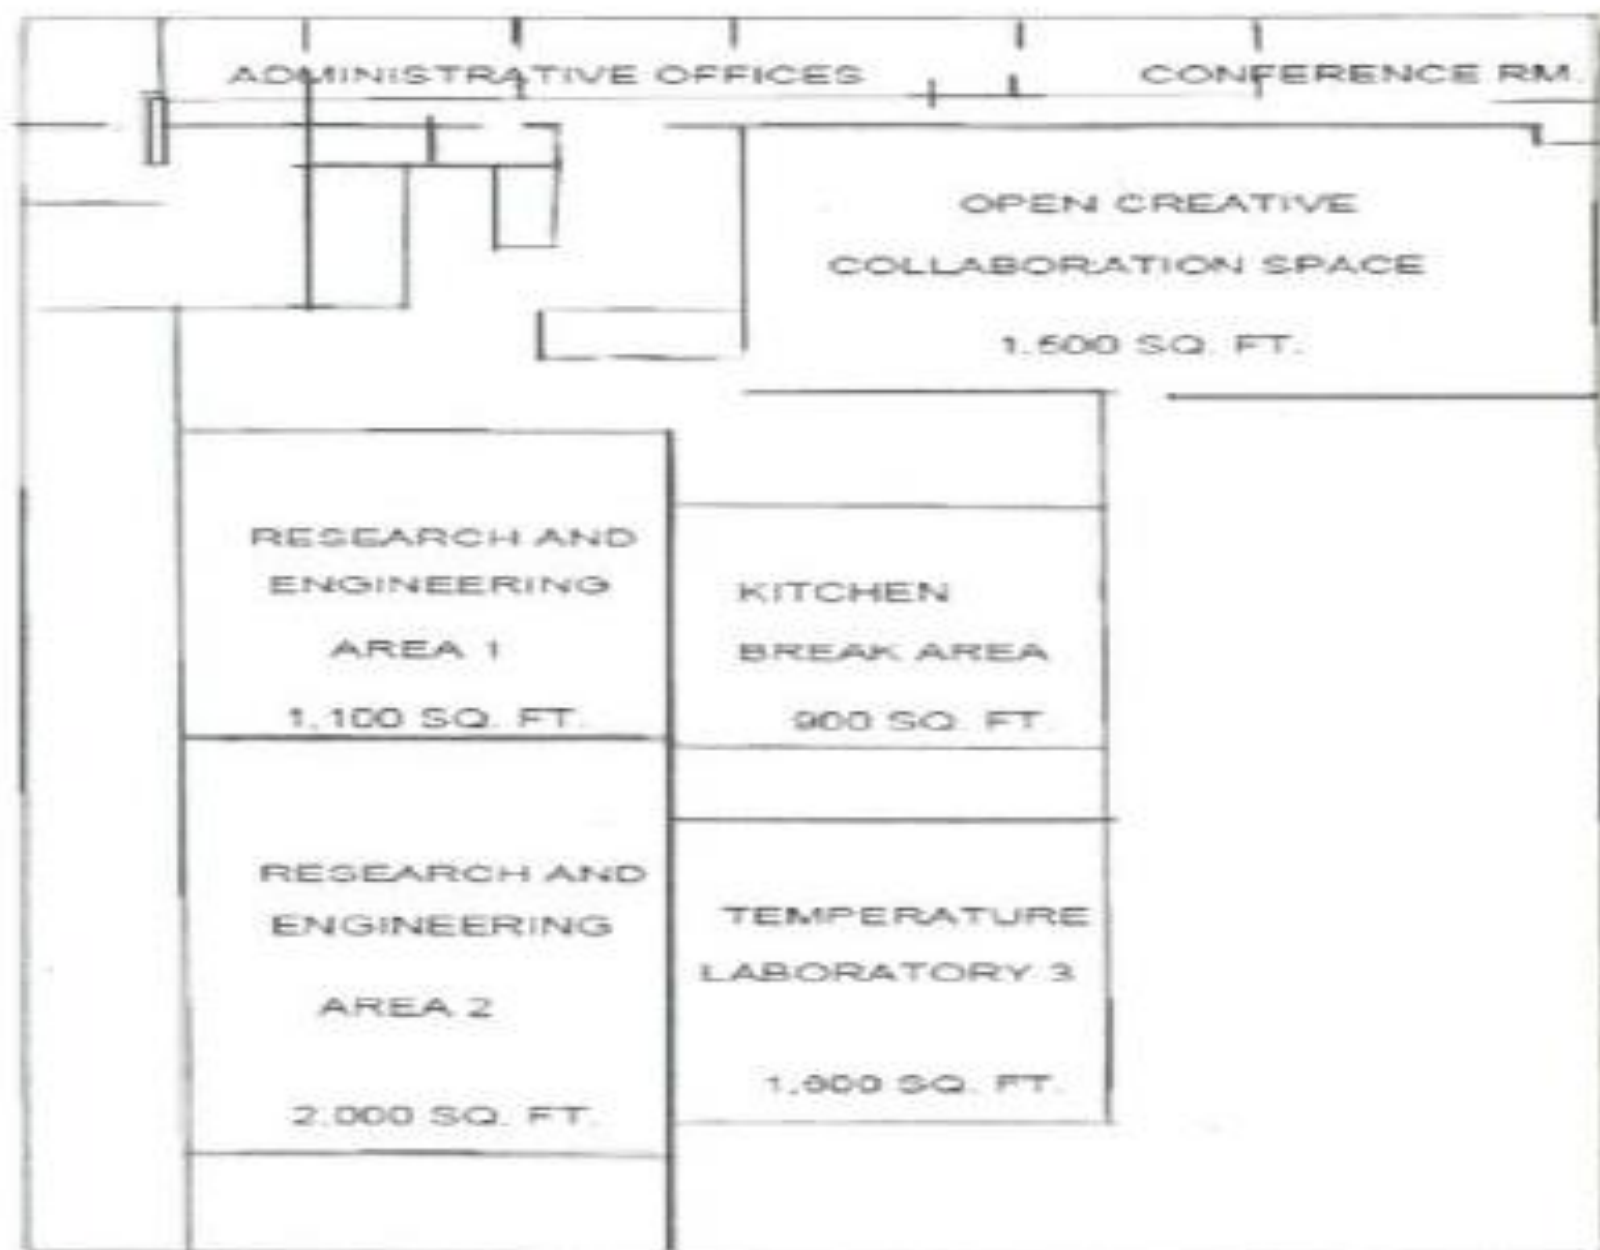 ADMINISTRATIVE OFFICES
CONFERENCE RM.
OPEN CREATIVE
COLLABORATION SPACE
1,500 SQ. FT.
RESEARCH AND
ENGINEERING
AREA 1
1,100 SQ. FT.
KITCHEN
BREAK AREA
900 SQ. FT.
RESEARCH AND
ENGINEERING
AREA 2
2,000 SQ. FT.
TEMPERATURE
LABORATORY 3
SQ. FT.